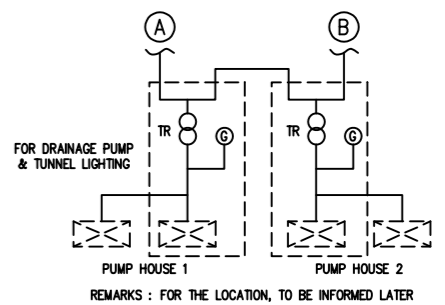 A
B
TR
G
TR
G
FOR DRAINAGE PUMP
& TUNNEL LIGHTING
PUMP HOUSE 1
PUMP HOUSE 2
REMARKS : FOR THE LOCATION, TO BE INFORMED LATER